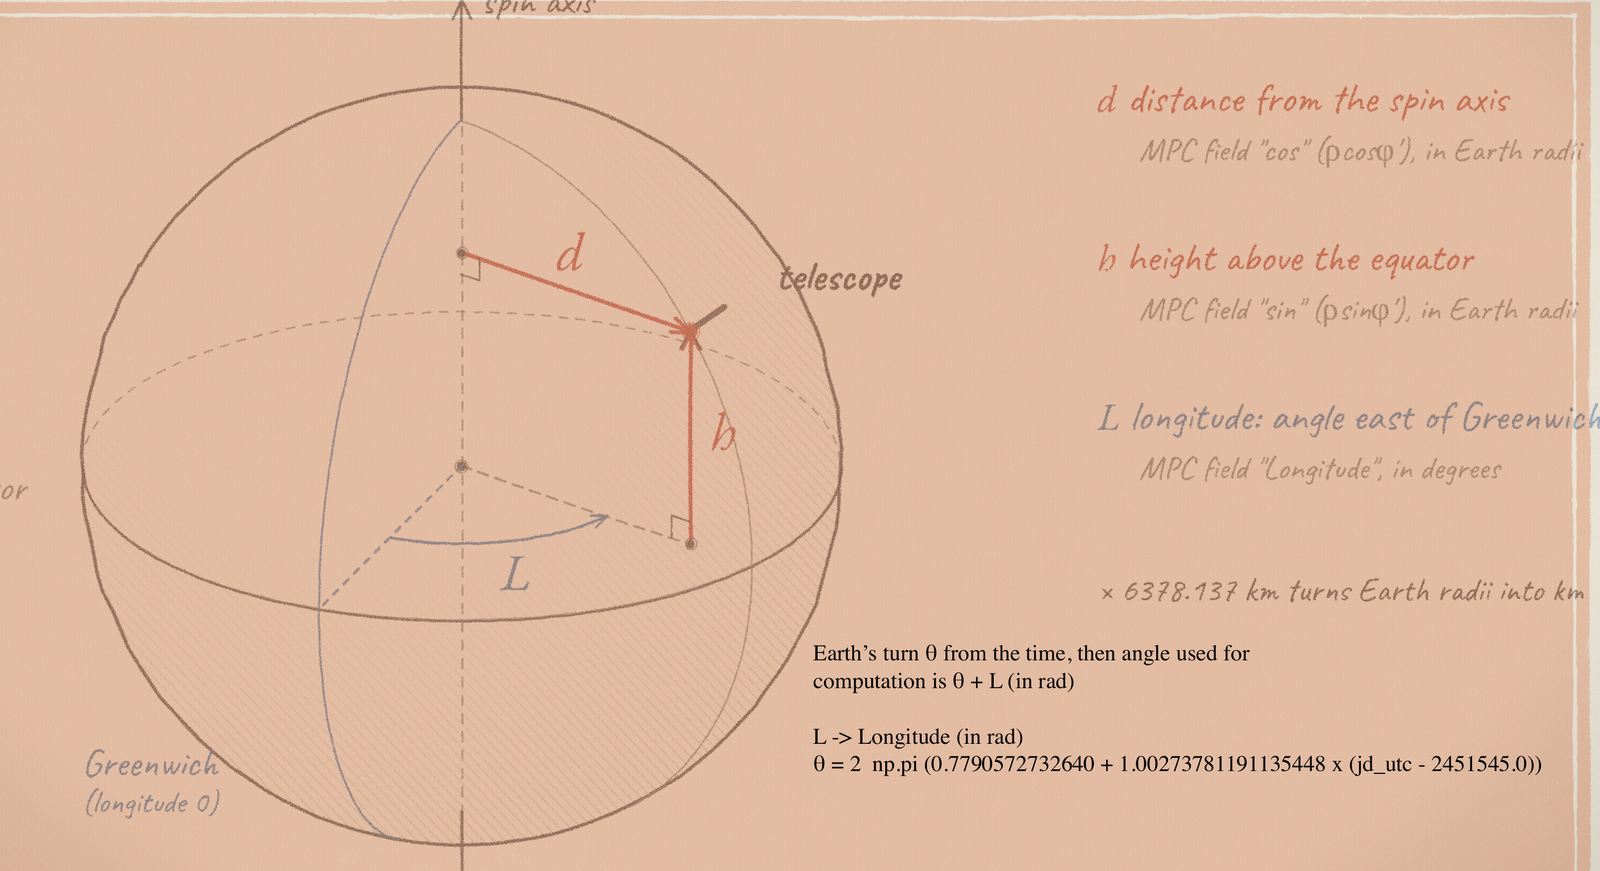 spin axis
d
telescope
h
L
or
Greenwich
(longitude 0)
d distance from the spin axis
MPC field "cos" (ρcosφ'), in Earth radii
h height above the equator
MPC field "sin" (ρsinφ'), in Earth radii
L longitude: angle east of Greenwich
MPC field "Longitude", in degrees
× 6378.137 km turns Earth radii into km
Earth’s turn θ from the time, then angle used for
computation is θ + L (in rad)
L -> Longitude (in rad)
θ = 2 np.pi (0.7790572732640 + 1.00273781191135448 x (jd_utc - 2451545.0))